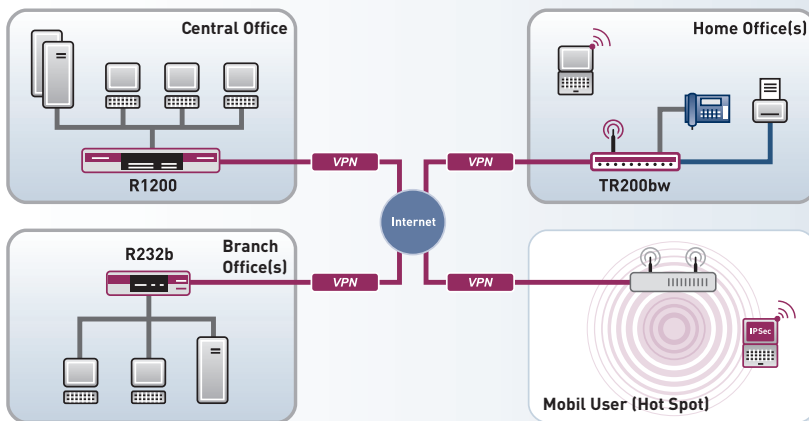 Central Office
R1200
VPN
VPN
Home Office(s)
TR200bw
Internet
R232b
Branch
Office(s)
VPN
VPN
IPSec
Mobil User (Hot Spot)